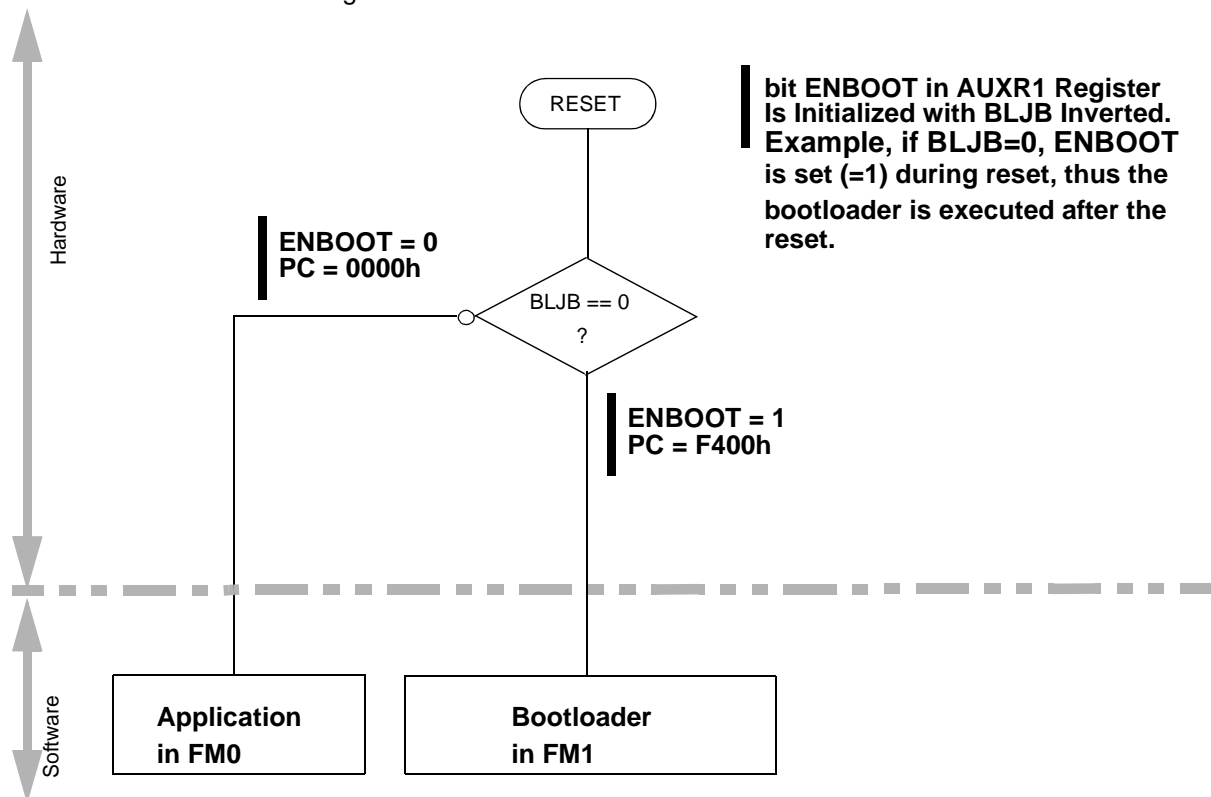 RESET
bit ENBOOT in AUXR1 Register
Is Initialized with BLJB Inverted.
Example, if BLJB=0, ENBOOT
is set (=1) during reset, thus the
bootloader is executed after the
reset.
Hardware
ENBOOT = 0
PC = 0000h
BLJB == 0
?
ENBOOT = 1
PC = F400h
Software
Application
in FM0
Bootloader
in FM1